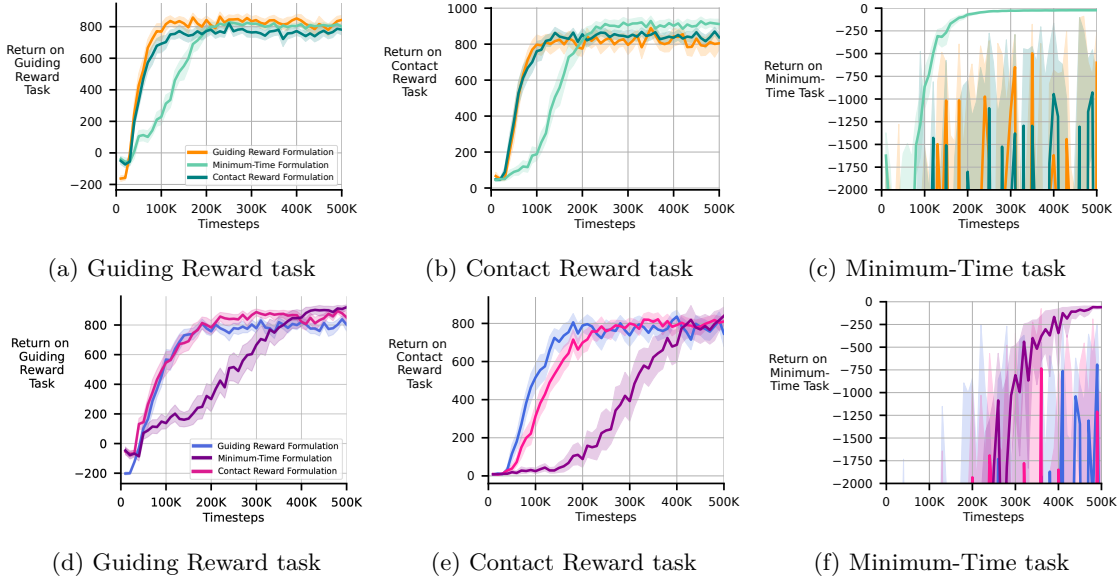 Return on
Guiding
Reward
Task
800
600
400
200
0
−200
Guiding Reward Formulation
Minimum-Time Formulation
Contact Reward Formulation
0 100K 200K 300K 400K 500K
Timesteps
(a) Guiding Reward task
Return on
Contact
Reward
Task
1000
800
600
400
200
0
0 100K 200K 300K 400K 500K
Timesteps
(b) Contact Reward task
Return on
Minimum-
Time Task
0
−250
−500
−750
−1000
−1250
−1500
−1750
−2000
0 100K 200K 300K 400K 500K
Timesteps
(c) Minimum-Time task
Return on
Guiding
Reward
Task
800
600
400
200
0
−200
Guiding Reward Formulation
Minimum-Time Formulation
Contact Reward Formulation
0 100K 200K 300K 400K 500K
Timesteps
(d) Guiding Reward task
Return on
Contact
Reward
Task
800
600
400
200
0
0 100K 200K 300K 400K 500K
Timesteps
(e) Contact Reward task
Return on
Minimum-
Time Task
0
−250
−500
−750
−1000
−1250
−1500
−1750
−2000
0 100K 200K 300K 400K 500K
Timesteps
(f) Minimum-Time task